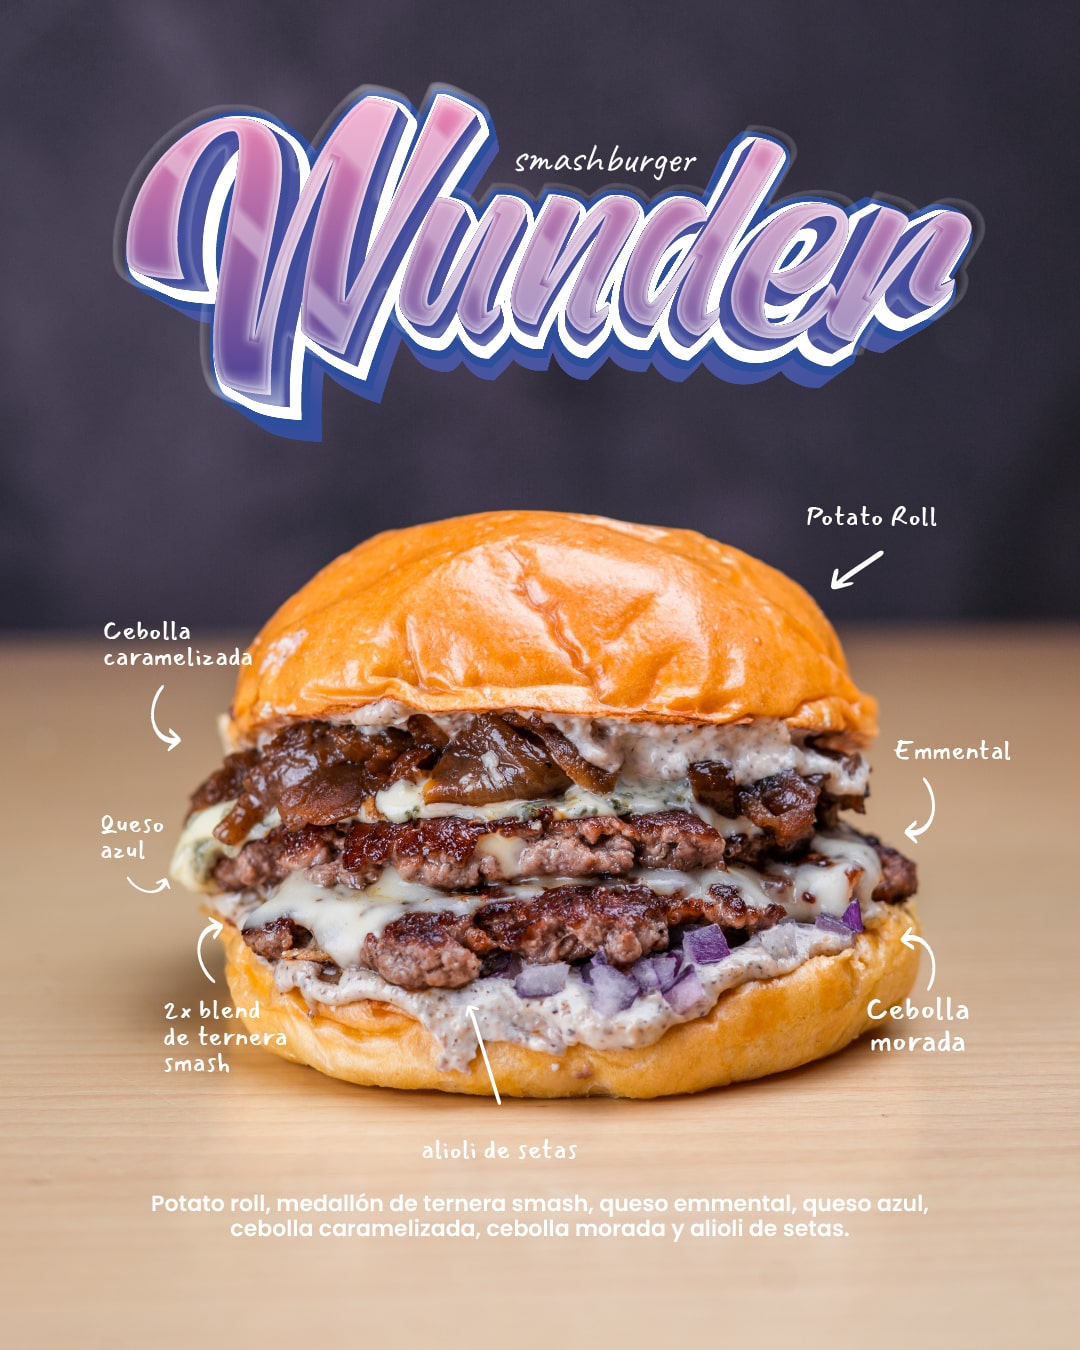 smashburger
Wunder
Potato Roll
Cebolla
caramelizada
Emmental
Queso
azul
2x blend
de ternera
smash
Cebolla
morada
alioli de setas
Potato roll, medallón de ternera smash, queso emmental, queso azul,
cebolla caramelizada, cebolla morada y alioli de setas.